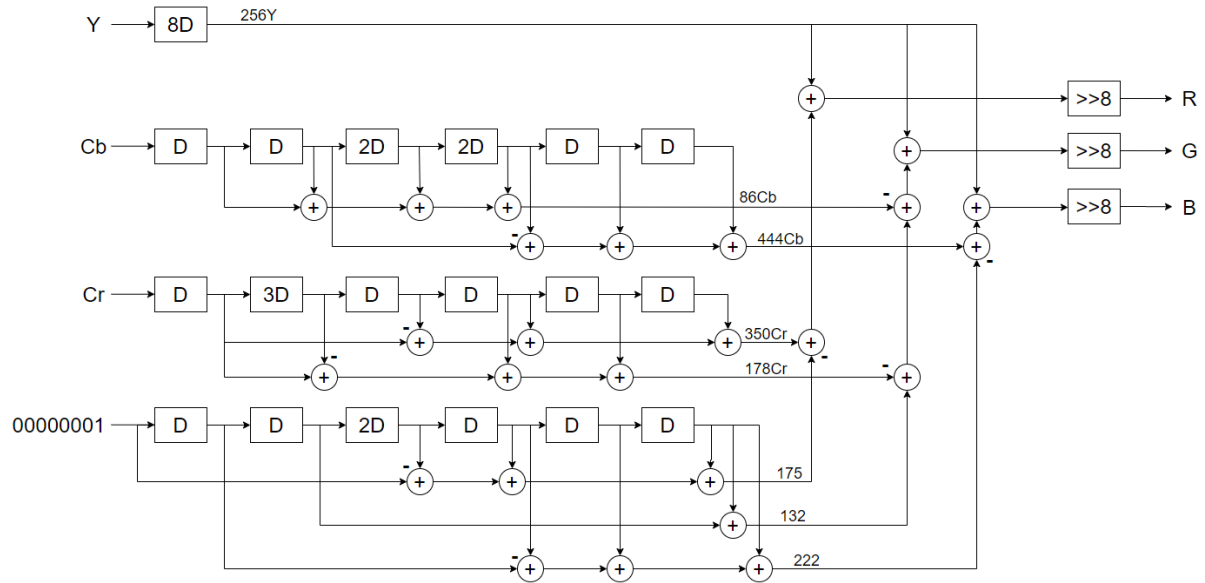 Y 8D 256Y
+ >>8 R
Cb D D 2D 2D D D + >>8 G
+ + + 86Cb - + + >>8 B
- + + + 444Cb + -
Cr D 3D D D D D
- + + + 350Cr + -
- + + + 178Cr - +
00000001 D D 2D D D D
- + + + 175
+ 132
- + + + 222